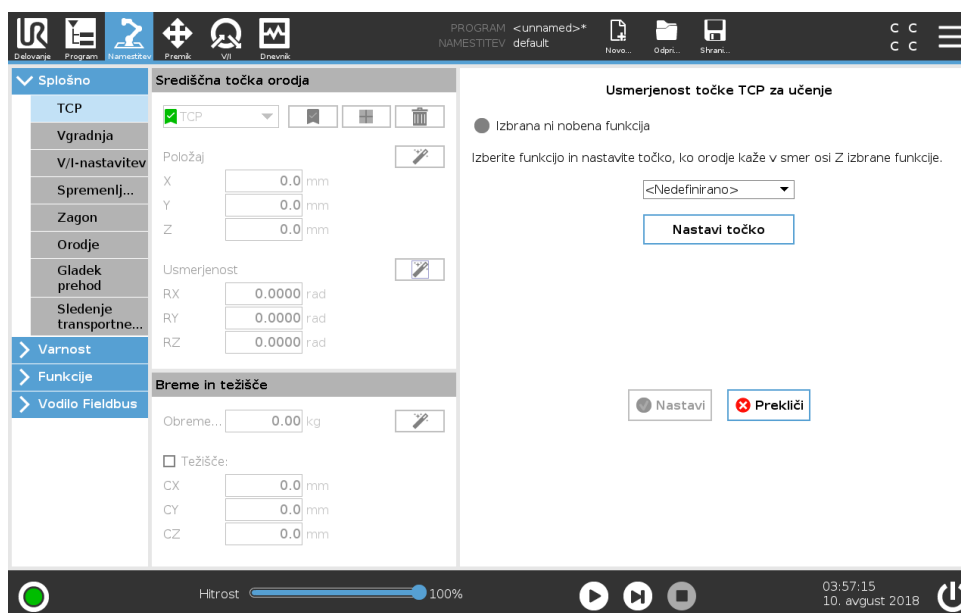 PROGRAM <unnamed>*
NAMESTITEV default
Delovanje Program Namestitev Premik V/I Dnevnik Novo... Odpri... Shrani...
C C
C C
Splošno
TCP
Vgradnja
V/I-nastavitev
Spremenlj...
Zagon
Orodje
Gladek
prehod
Sledenje
transportne...
Varnost
Funkcije
Vodilo Fieldbus
Središčna točka orodja
TCP
Položaj
X 0.0 mm
Y 0.0 mm
Z 0.0 mm
Usmerjenost
RX 0.0000 rad
RY 0.0000 rad
RZ 0.0000 rad
Breme in težišče
Obreme... 0.00 kg
Težišče:
CX 0.0 mm
CY 0.0 mm
CZ 0.0 mm
Usmerjenost točke TCP za učenje
Izbrana ni nobena funkcija
Izberite funkcijo in nastavite točko, ko orodje kaže v smer osi Z izbrane funkcije.
<Nedefinirano>
Nastavi točko
Nastavi Prekliči
Hitrost 100%
03:57:15
10. avgust 2018